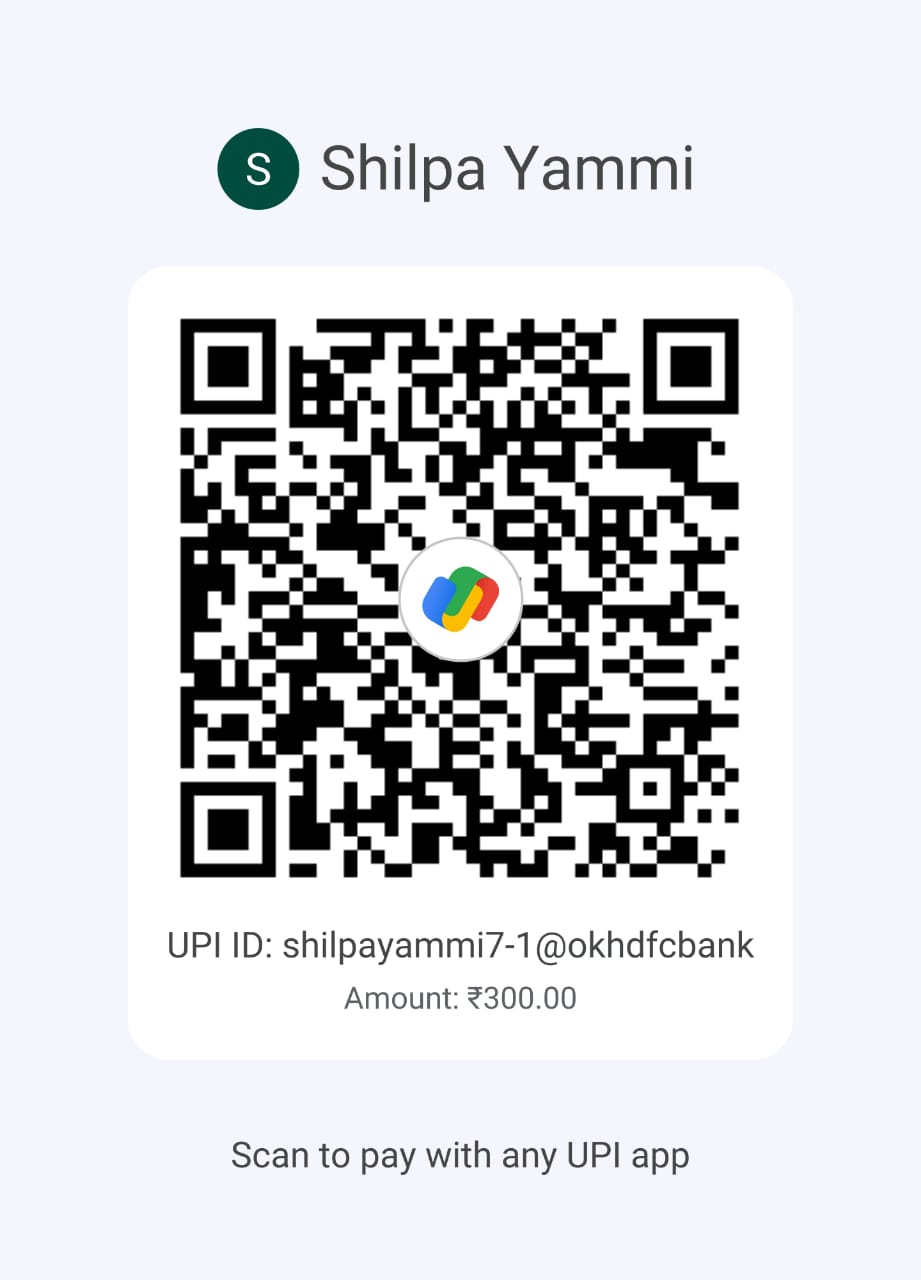 S Shilpa Yammi
UPI ID: shilpayammi7-1@okhdfcbank
Amount: ₹300.00
Scan to pay with any UPI app